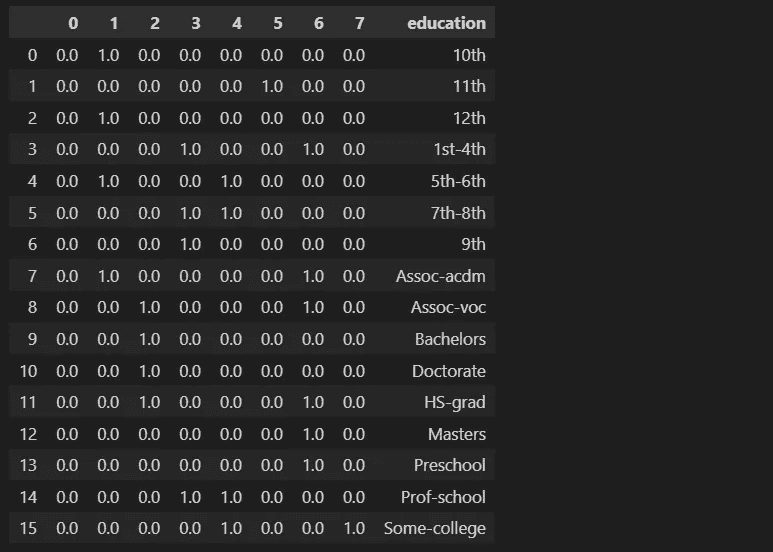 0 1 2 3 4 5 6 7 education
0 0.0 1.0 0.0 0.0 0.0 0.0 0.0 0.0 10th
1 0.0 0.0 0.0 0.0 0.0 1.0 0.0 0.0 11th
2 0.0 1.0 0.0 0.0 0.0 0.0 0.0 0.0 12th
3 0.0 0.0 0.0 1.0 0.0 0.0 1.0 0.0 1st-4th
4 0.0 1.0 0.0 0.0 1.0 0.0 0.0 0.0 5th-6th
5 0.0 0.0 0.0 1.0 1.0 0.0 0.0 0.0 7th-8th
6 0.0 0.0 0.0 1.0 0.0 0.0 0.0 0.0 9th
7 0.0 1.0 0.0 0.0 0.0 0.0 1.0 0.0 Assoc-acdm
8 0.0 0.0 1.0 0.0 0.0 0.0 1.0 0.0 Assoc-voc
9 0.0 0.0 1.0 0.0 0.0 0.0 0.0 0.0 Bachelors
10 0.0 0.0 1.0 0.0 0.0 0.0 0.0 0.0 Doctorate
11 0.0 0.0 1.0 0.0 0.0 0.0 1.0 0.0 HS-grad
12 0.0 0.0 0.0 0.0 0.0 0.0 1.0 0.0 Masters
13 0.0 0.0 0.0 0.0 0.0 0.0 1.0 0.0 Preschool
14 0.0 0.0 0.0 1.0 1.0 0.0 0.0 0.0 Prof-school
15 0.0 0.0 0.0 0.0 1.0 0.0 0.0 1.0 Some-college